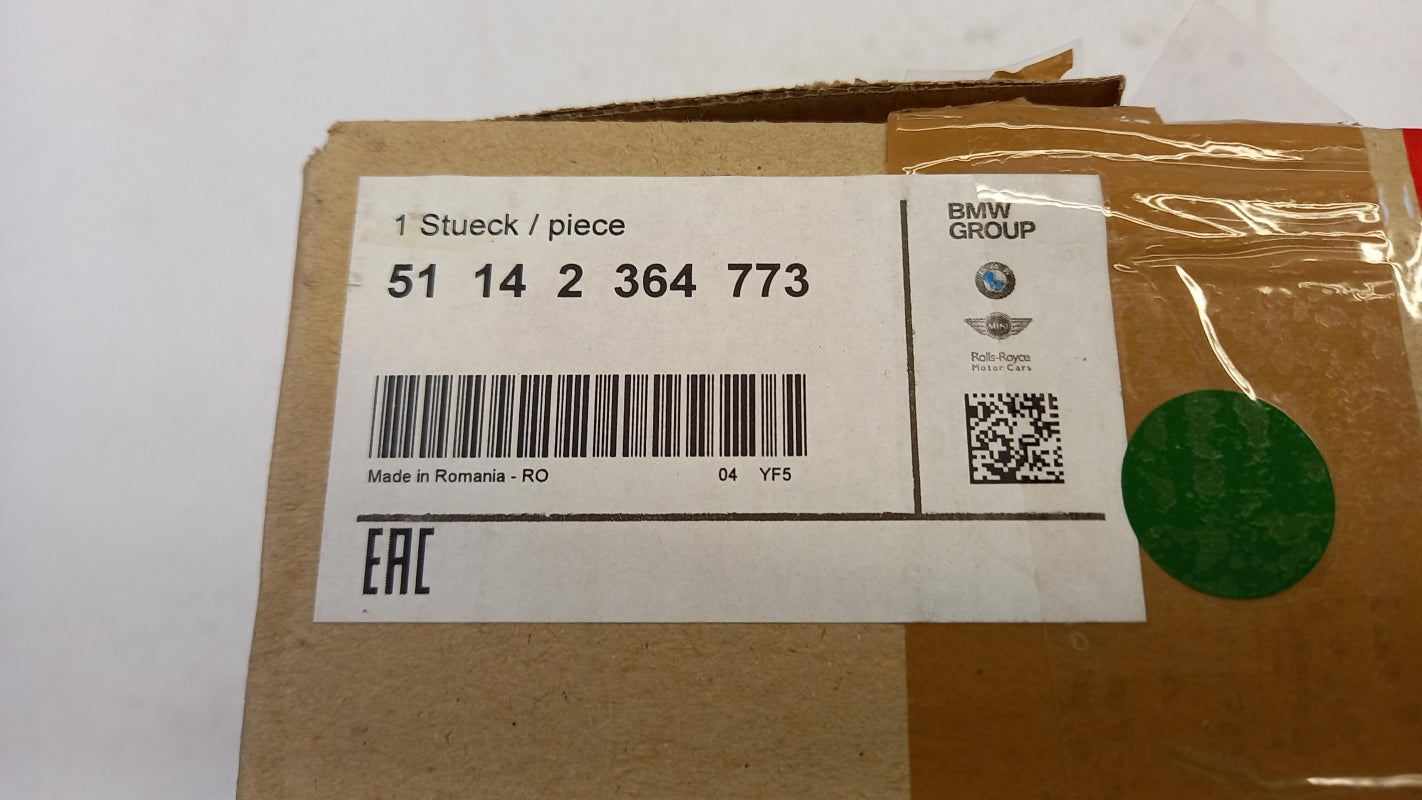 1 Stueck / piece
51 14 2 364 773
Made in Romania - RO 04 YF5
EAC
BMW
GROUP
MINI
Rolls-Royce
Motor Cars